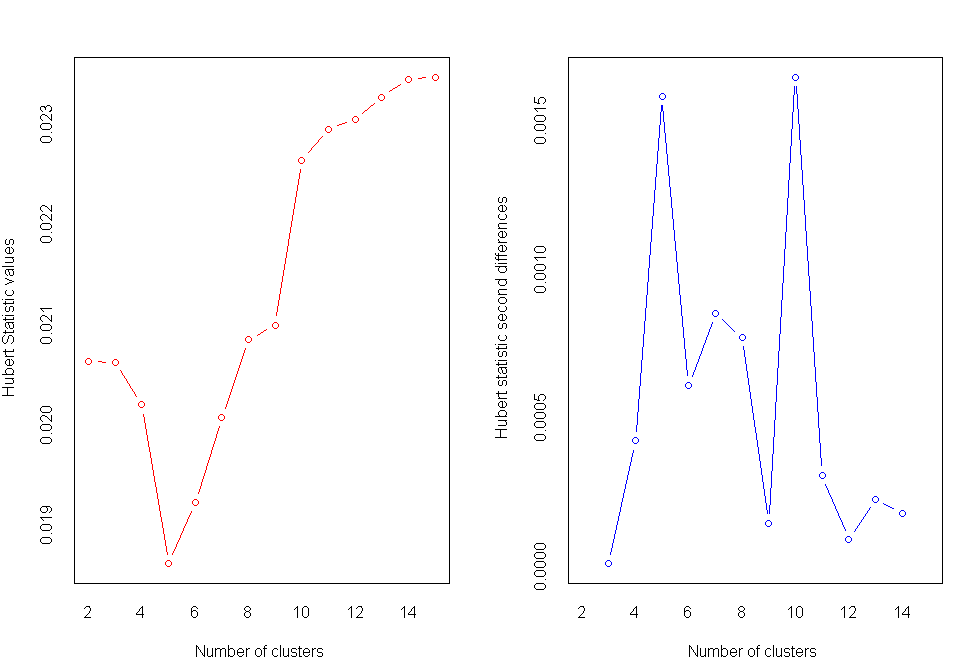 Hubert Statistic values
0.023
0.022
0.021
0.020
0.019
2 4 6 8 10 12 14
Number of clusters
Hubert statistic second differences
0.0015
0.0010
0.0005
0.0000
2 4 6 8 10 12 14
Number of clusters